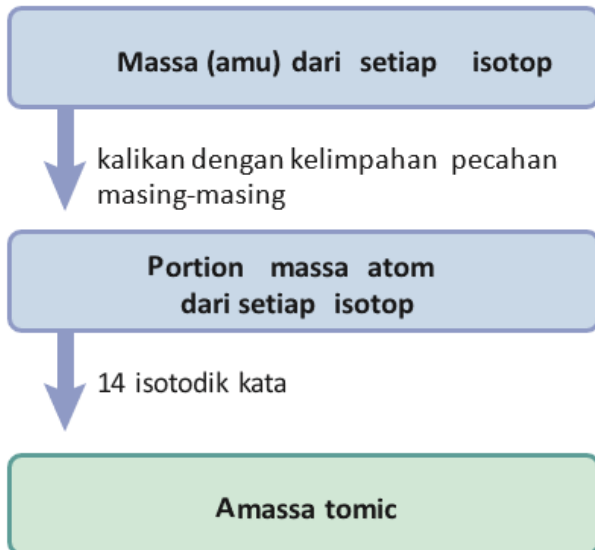 Massa (amu) dari setiap isotop
kalikan dengan kelimpahan pecahan
masing-masing
Portion massa atom
dari setiap isotop
14 isotodik kata
Amassa tomic